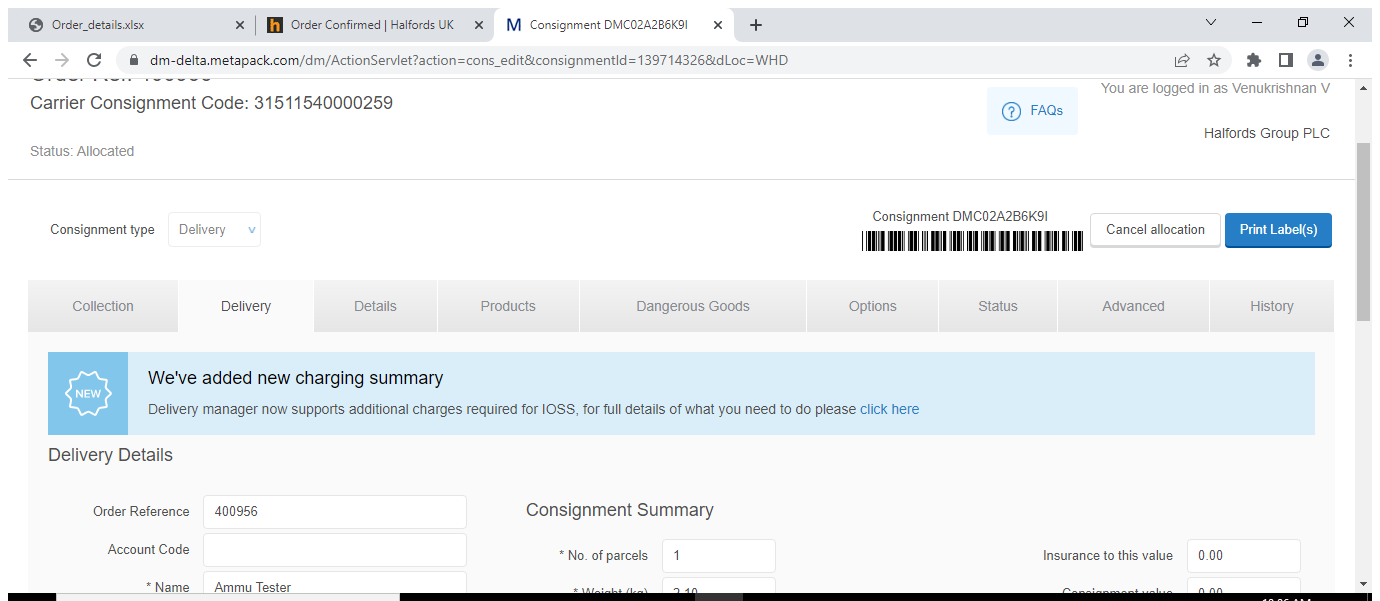 Order_details.xlsx
Order Confirmed | Halfords UK
M Consignment DMC02A2B6K9I
dm-delta.metapack.com/dm/ActionServlet?action=cons_edit&consignmentId=139714326&dLoc=WHD
Carrier Consignment Code: 31511540000259
Status: Allocated
? FAQs
You are logged in as Venukrishnan V
Halfords Group PLC
Consignment type
Delivery
Consignment DMC02A2B6K9I
Cancel allocation
Print Label(s)
Collection
Delivery
Details
Products
Dangerous Goods
Options
Status
Advanced
History
NEW
We've added new charging summary
Delivery manager now supports additional charges required for IOSS, for full details of what you need to do please click here
Delivery Details
Order Reference 400956
Account Code
* Name Ammu Tester
Consignment Summary
* No. of parcels 1
* Weight (kg) 2.10
Insurance to this value 0.00
Consignment value 0.00